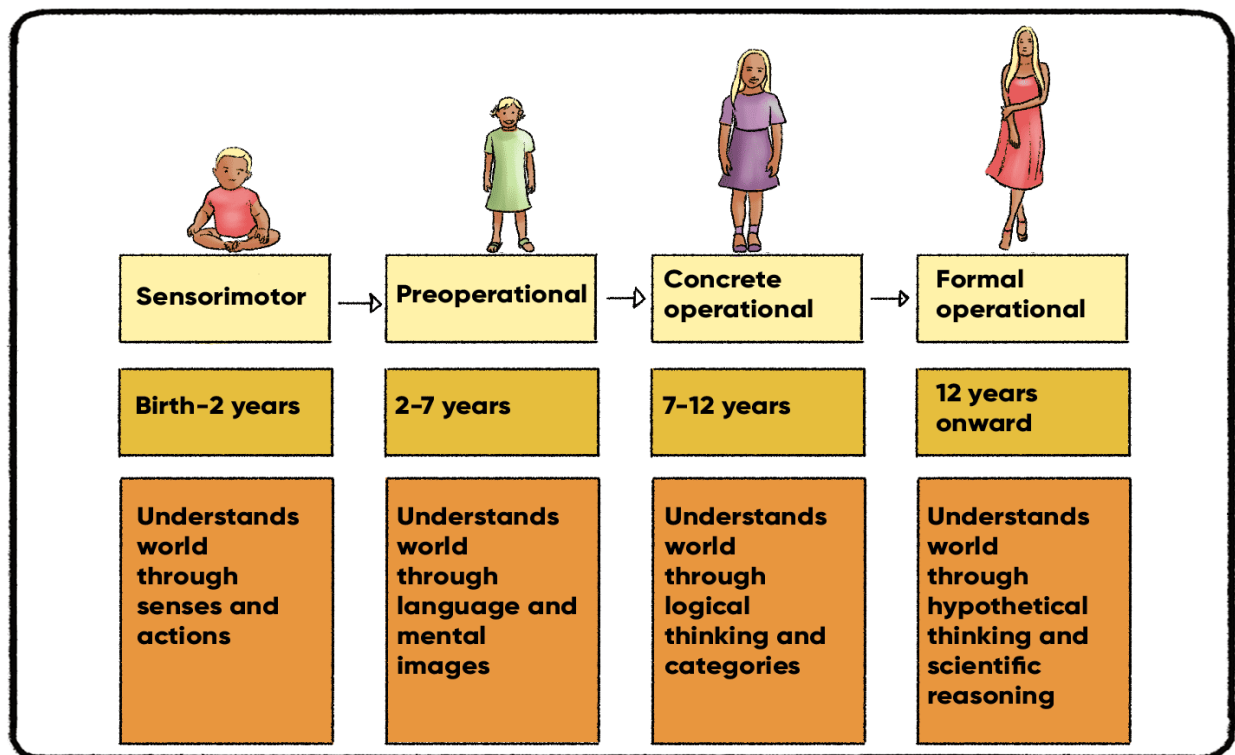 Sensorimotor
Preoperational
Concrete
operational
Formal
operational
Birth-2 years
2-7 years
7-12 years
12 years
onward
Understands
world
through
senses and
actions
Understands
world
through
language and
mental
images
Understands
world
through
logical
thinking and
categories
Understands
world
through
hypothetical
thinking and
scientific
reasoning